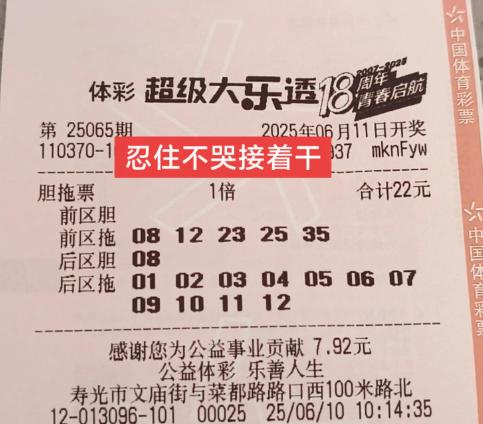 体彩 超级大乐透 18周年 2007-2025 青春启航
第 25065期 2025年06月11日开奖
110370-1 937 mknFyw
忍住不哭接着干
胆拖票 1倍 合计22元
前区胆
前区拖 08 12 23 25 35
后区胆 08
后区拖 01 02 03 04 05 06 07
09 10 11 12
感谢您为公益事业贡献 7.92元
公益体彩 乐善人生
寿光市文庙街与菜都路路口西100米路北
12-013096-101 00025 25/06/10 10:14:35
中国体育彩票
中国体育彩票